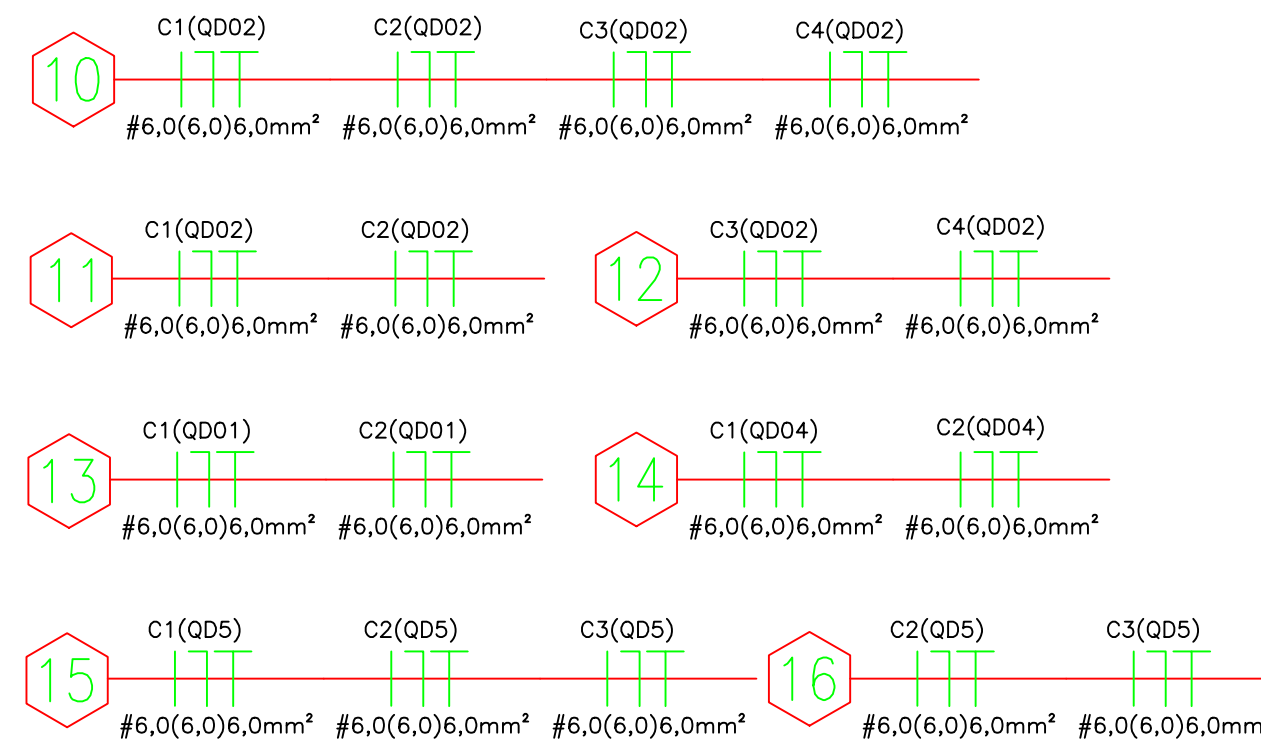 C1(QD02) C2(QD02) C3(QD02) C4(QD02)
10
#6,0(6,0)6,0mm² #6,0(6,0)6,0mm² #6,0(6,0)6,0mm² #6,0(6,0)6,0mm²
C1(QD02) C2(QD02) C3(QD02) C4(QD02)
11 12
#6,0(6,0)6,0mm² #6,0(6,0)6,0mm² #6,0(6,0)6,0mm² #6,0(6,0)6,0mm²
C1(QD01) C2(QD01) C1(QD04) C2(QD04)
13 14
#6,0(6,0)6,0mm² #6,0(6,0)6,0mm² #6,0(6,0)6,0mm² #6,0(6,0)6,0mm²
C1(QD5) C2(QD5) C3(QD5) C2(QD5) C3(QD5)
15 16
#6,0(6,0)6,0mm² #6,0(6,0)6,0mm² #6,0(6,0)6,0mm² #6,0(6,0)6,0mm² #6,0(6,0)6,0mm